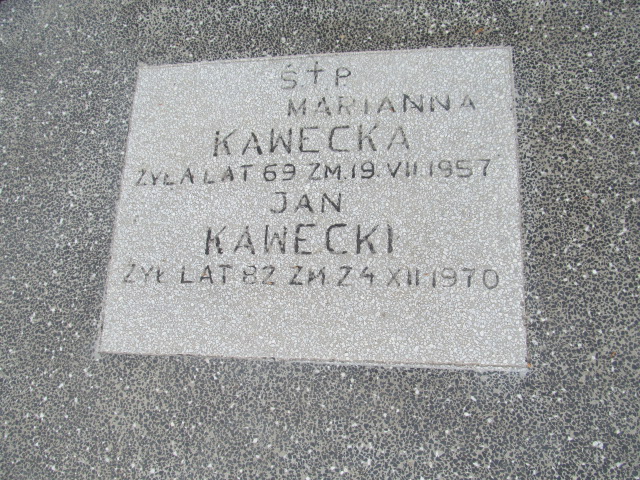 Ś✝P
MARIANNA
KAWECKA
ŻYŁA LAT 69 ZM. 19. VII 1957
JAN
KAWECKI
ŻYŁ LAT 82 ZM 24 XII 1970